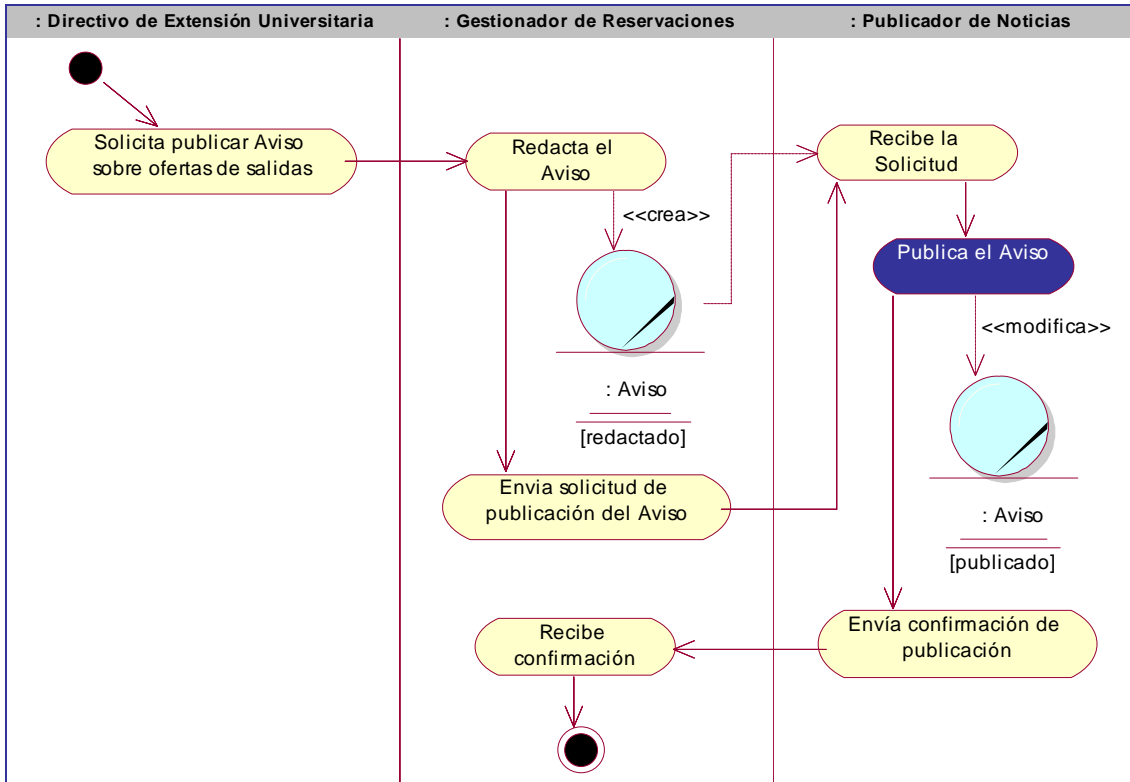 : Directivo de Extensión Universitaria
: Gestionador de Reservaciones
: Publicador de Noticias
Solicita publicar Aviso
sobre ofertas de salidas
Redacta el
Aviso
Recibe la
Solicitud
<<crea>>
Publica el Aviso
<<modifica>>
: Aviso
[redactado]
Envia solicitud de
publicación del Aviso
: Aviso
[publicado]
Recibe
confirmación
Envía confirmación de
publicación